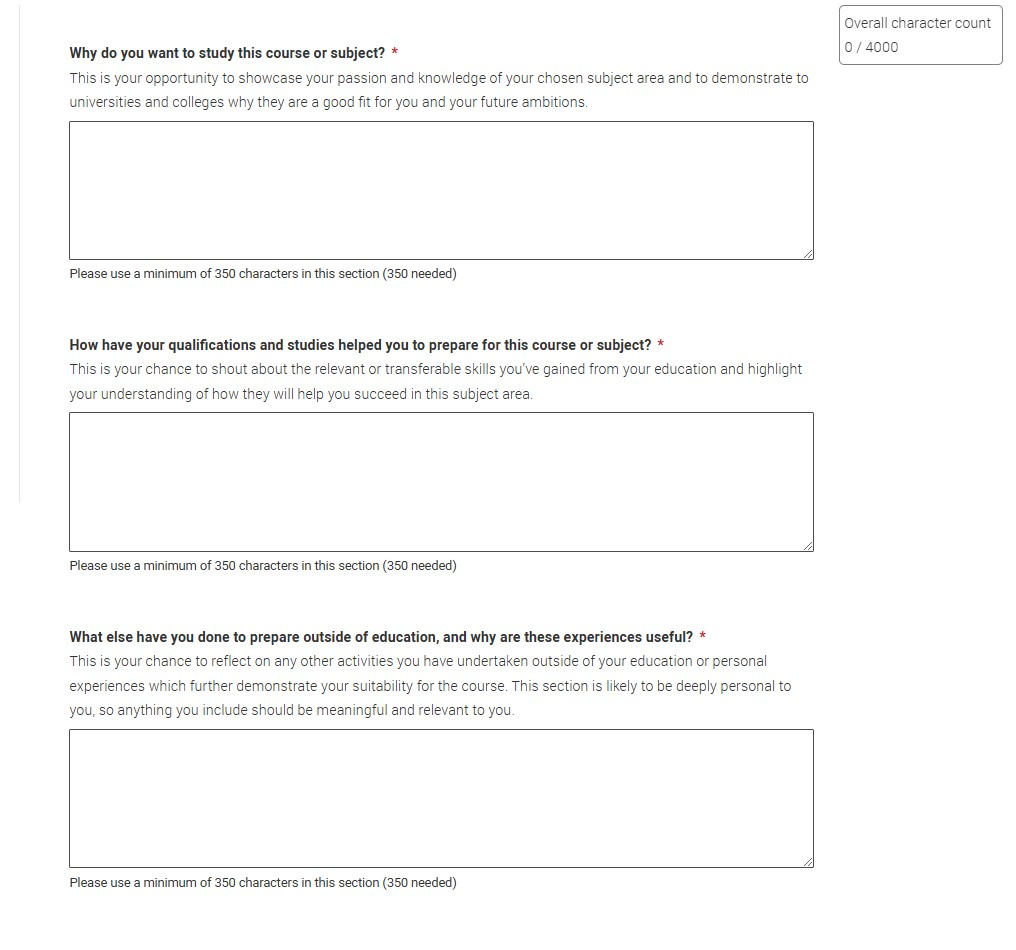 Overall character count
0 / 4000
Why do you want to study this course or subject? *
This is your opportunity to showcase your passion and knowledge of your chosen subject area and to demonstrate to
universities and colleges why they are a good fit for you and your future ambitions.
Please use a minimum of 350 characters in this section (350 needed)
How have your qualifications and studies helped you to prepare for this course or subject? *
This is your chance to shout about the relevant or transferable skills you've gained from your education and highlight
your understanding of how they will help you succeed in this subject area.
Please use a minimum of 350 characters in this section (350 needed)
What else have you done to prepare outside of education, and why are these experiences useful? *
This is your chance to reflect on any other activities you have undertaken outside of your education or personal
experiences which further demonstrate your suitability for the course. This section is likely to be deeply personal to
you, so anything you include should be meaningful and relevant to you.
Please use a minimum of 350 characters in this section (350 needed)